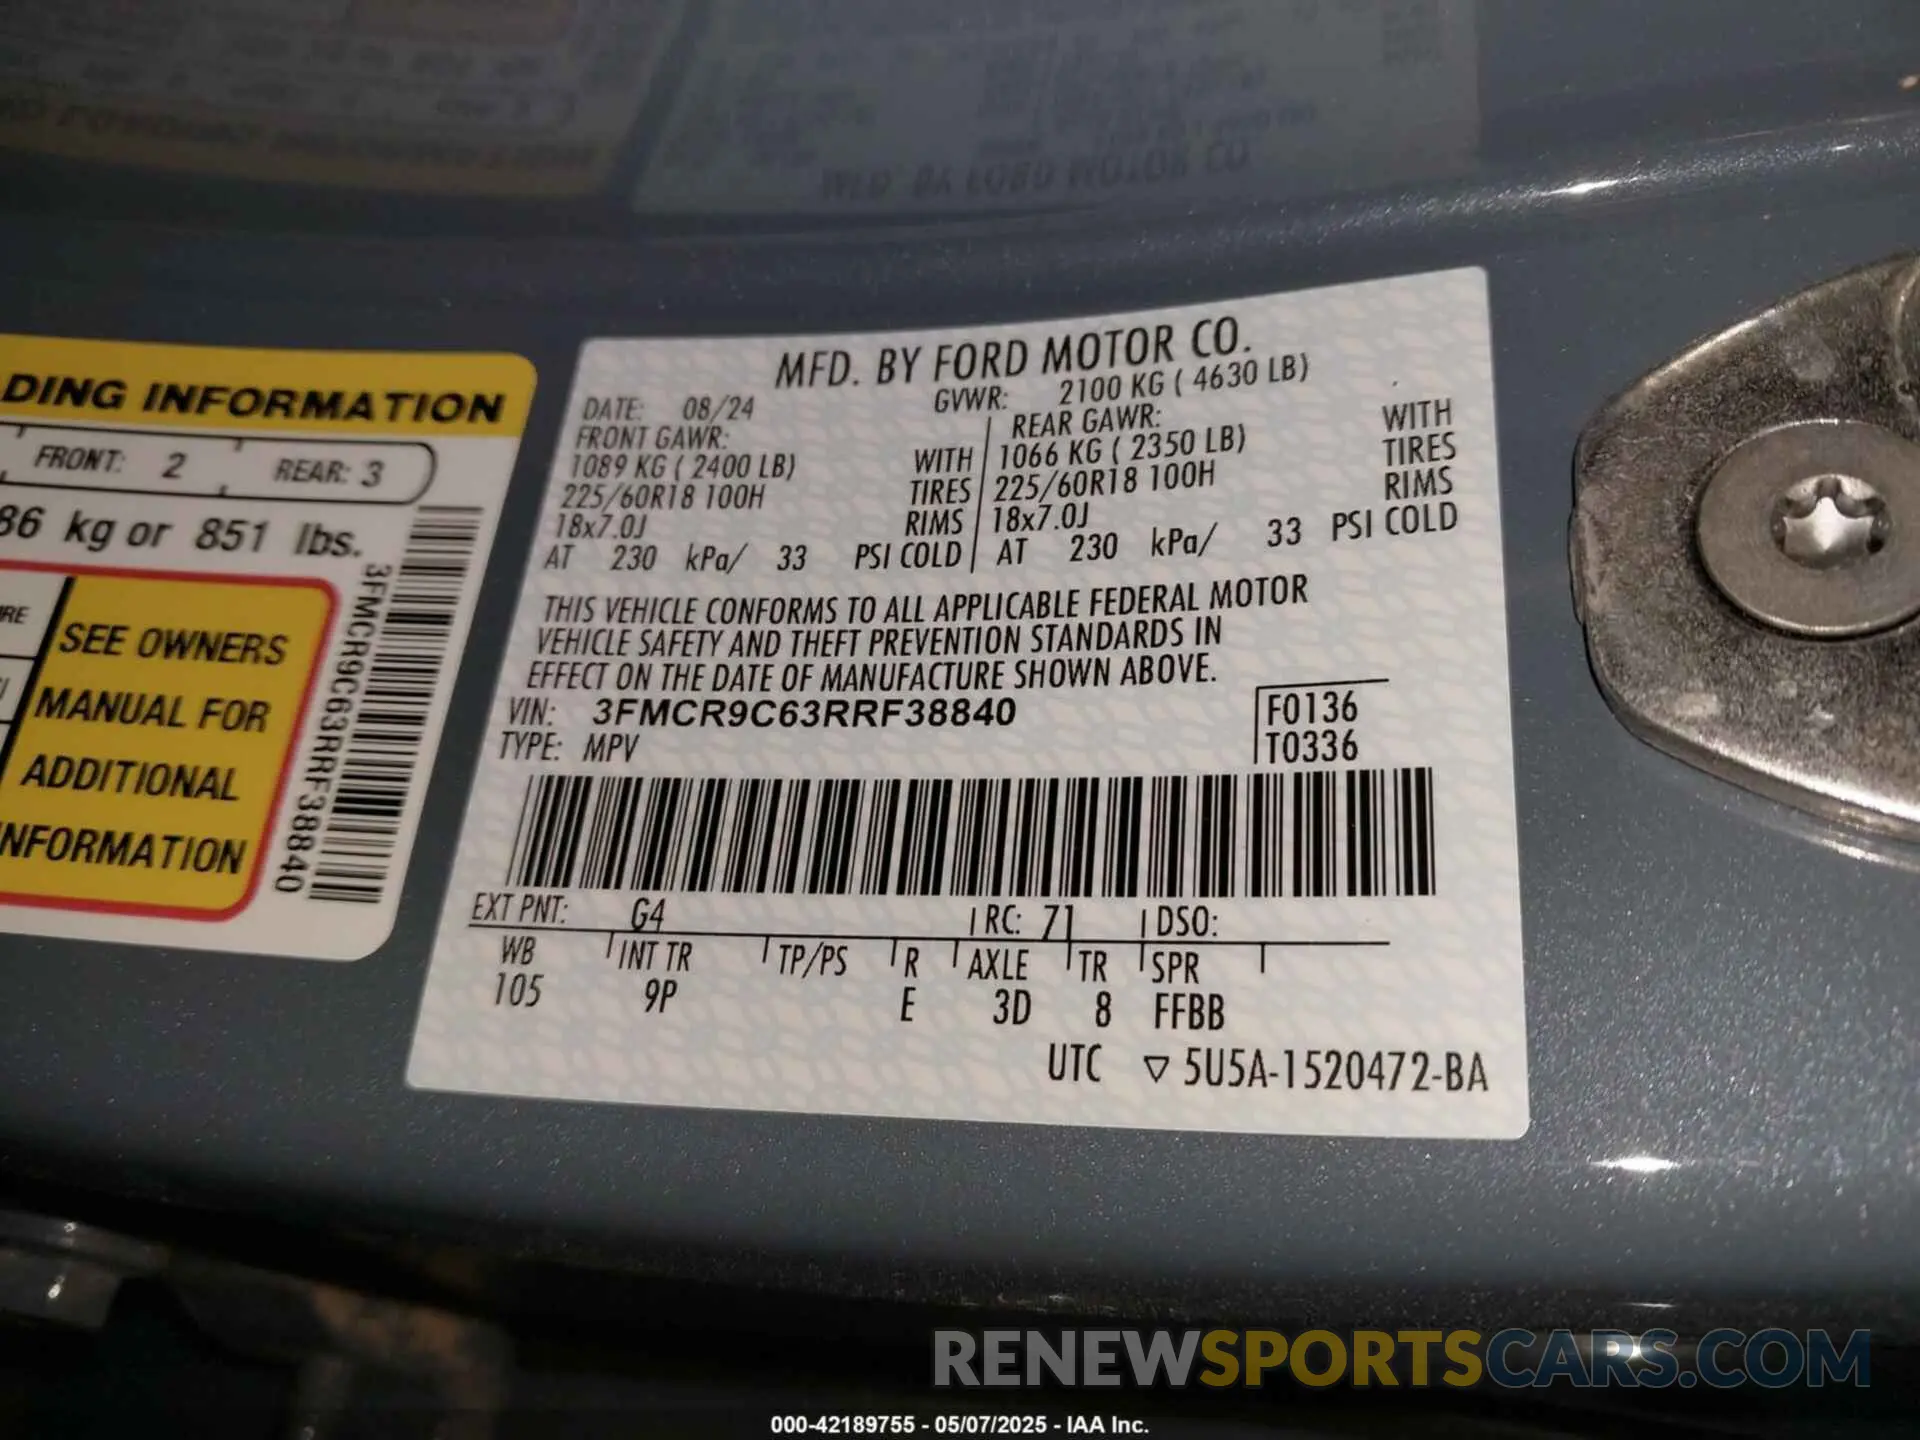 DING INFORMATION
FRONT: 2 REAR: 3
86 kg or 851 lbs.
SEE OWNERS
MANUAL FOR
ADDITIONAL
NFORMATION
3FMCR9C63RRF38840
MFD. BY FORD MOTOR CO.
DATE: 08/24 GVWR: 2100 KG ( 4630 LB)
FRONT GAWR: REAR GAWR: WITH
1089 KG ( 2400 LB) WITH 1066 KG ( 2350 LB) TIRES
225/60R18 100H TIRES 225/60R18 100H RIMS
18x7.0J RIMS 18x7.0J
AT 230 kPa/ 33 PSI COLD AT 230 kPa/ 33 PSI COLD
THIS VEHICLE CONFORMS TO ALL APPLICABLE FEDERAL MOTOR
VEHICLE SAFETY AND THEFT PREVENTION STANDARDS IN
EFFECT ON THE DATE OF MANUFACTURE SHOWN ABOVE.
VIN: 3FMCR9C63RRF38840 F0136
TYPE: MPV T0336
EXT PNT: G4 RC: 71 DSO:
WB INT TR TP/PS R AXLE TR SPR
105 9P E 3D 8 FFBB
UTC ▽ 5U5A-1520472-BA
RENEWSPORTSCARS.COM
000-42189755 - 05/07/2025 - IAA Inc.